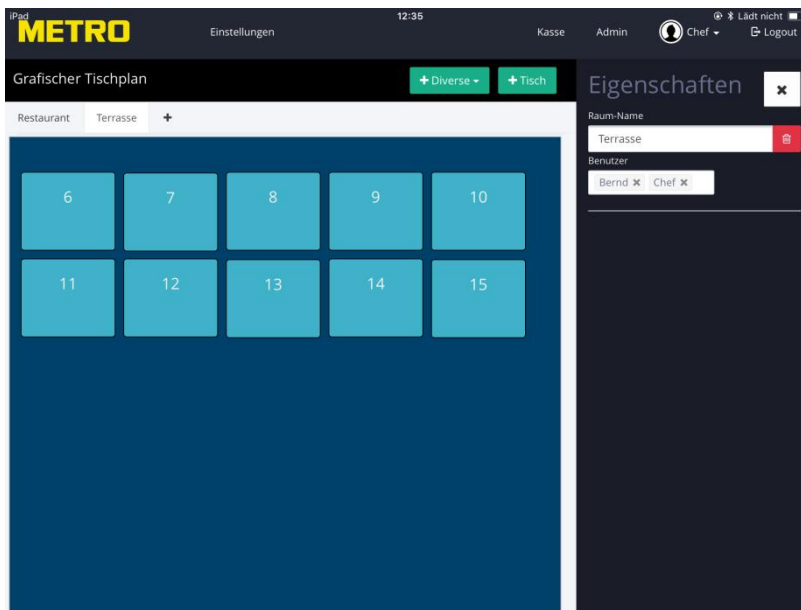 iPad 12:35 Lädt nicht
METRO Einstellungen Kasse Admin Chef Logout
Grafischer Tischplan + Diverse + Tisch
Eigenschaften ×
Restaurant Terrasse +
Raum-Name
Terrasse
Benutzer
Bernd × Chef ×
6 7 8 9 10
11 12 13 14 15